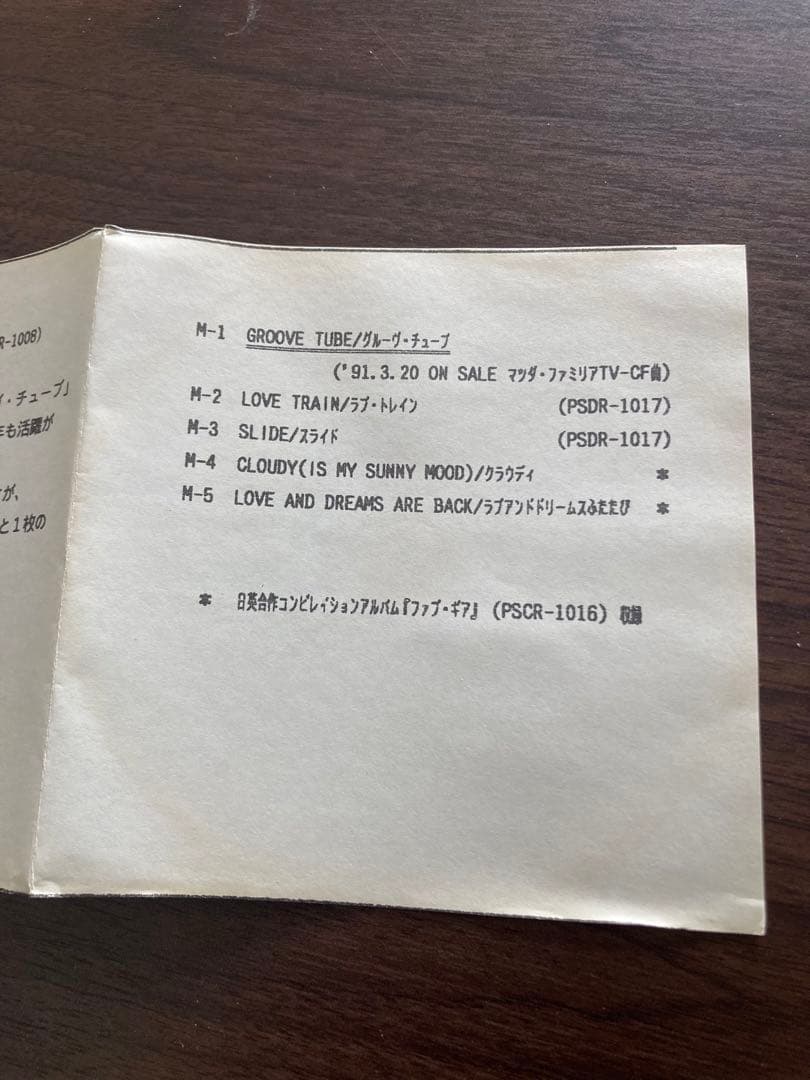 R-1008)
ィ・チューブ」
年も活躍が
が、
と1枚の
M-1 GROOVE TUBE/グルーヴ・チューブ
('91.3.20 ON SALE マツダ・ファミリアTV-CF曲)
M-2 LOVE TRAIN/ラブ・トレイン (PSDR-1017)
M-3 SLIDE/スライド (PSDR-1017)
M-4 CLOUDY(IS MY SUNNY MOOD)/クラウディ *
M-5 LOVE AND DREAMS ARE BACK/ラブアンドドリームスふたたび *
* 日英合作コンピレイションアルバム『ファブ・ギア』 (PSCR-1016) 収録